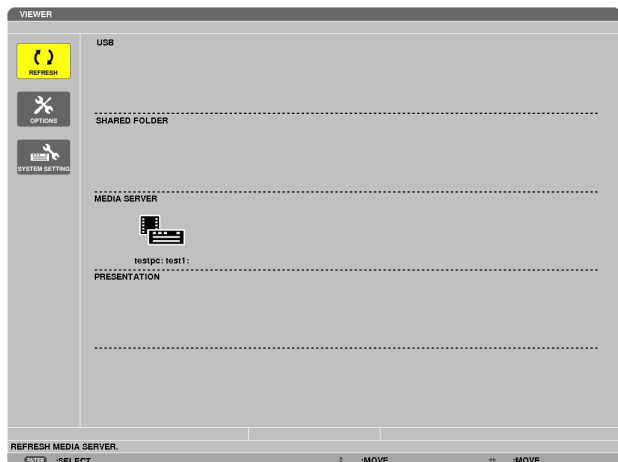 VIEWER
USB
REFRESH
OPTIONS
SHARED FOLDER
SYSTEM SETTING
MEDIA SERVER
testpc: test1:
PRESENTATION
REFRESH MEDIA SERVER.
ENTER :SELECT :MOVE :MOVE